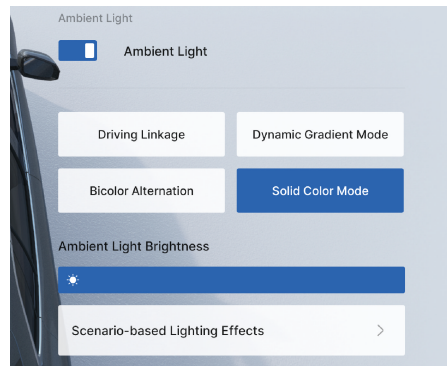 Ambient Light
Ambient Light
Driving Linkage
Dynamic Gradient Mode
Bicolor Alternation
Solid Color Mode
Ambient Light Brightness
Scenario-based Lighting Effects